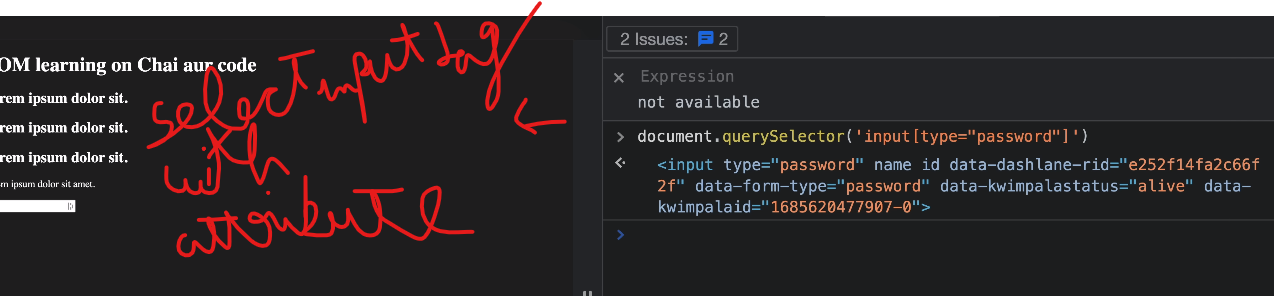 OM learning on Chai aur code
rem ipsum dolor sit.
rem ipsum dolor sit.
rem ipsum dolor sit.
m ipsum dolor sit amet.
select input tag
with
attribute
2 Issues: 2
Expression
not available
document.querySelector('input[type="password"]')
<input type="password" name id data-dashlane-rid="e252f14fa2c66f
2f" data-form-type="password" data-kwimpalastatus="alive" data-
kwimpalaid="1685620477907-0">